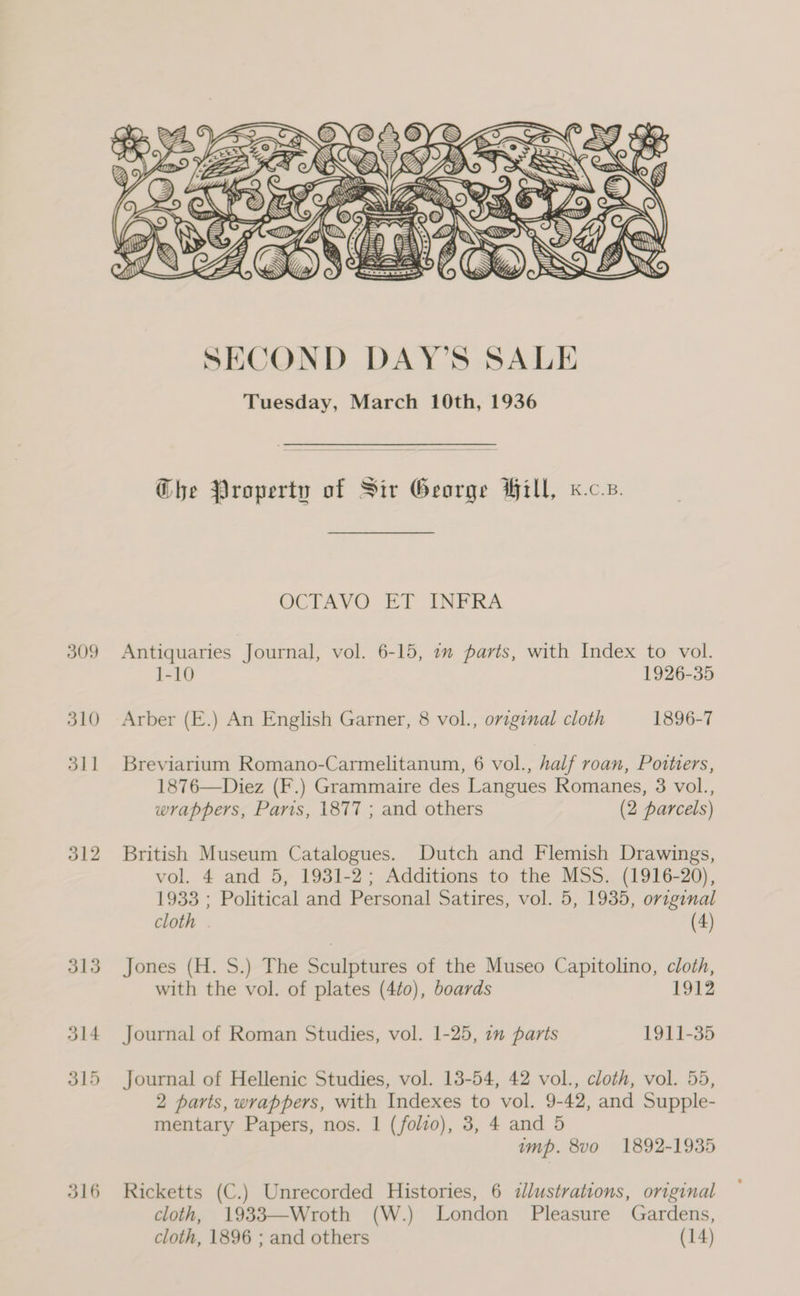 SECOND DAY'S SALE
Tuesday, March 10th, 1936
The Property of Sir George Hill, K.C.B.
OCTAVO ET INFRA
309 Antiquaries Journal, vol. 6-15, in parts, with Index to vol.
1-10 1926-35
310 Arber (E.) An English Garner, 8 vol., original cloth 1896-7
311 Breviarium Romano-Carmelitanum, 6 vol., half roan, Poitiers,
1876—Diez (F.) Grammaire des Langues Romanes, 3 vol.,
wrappers, Paris, 1877 ; and others (2 parcels)
312 British Museum Catalogues. Dutch and Flemish Drawings,
vol. 4 and 5, 1931-2 ; Additions to the MSS. (1916-20),
1933 ; Political and Personal Satires, vol. 5, 1935, original
cloth (4)
313 Jones (H. S.) The Sculptures of the Museo Capitolino, cloth,
with the vol. of plates (4to), boards 1912
314 Journal of Roman Studies, vol. 1-25, in parts 1911-35
315 Journal of Hellenic Studies, vol. 13-54, 42 vol., cloth, vol. 55,
2 parts, wrappers, with Indexes to vol. 9-42, and Supple-
mentary Papers, nos. 1 (folio), 3, 4 and 5
imp. 8vo 1892-1935
316 Ricketts (C.) Unrecorded Histories, 6 illustrations, original
cloth, 1933—Wroth (W.) London Pleasure Gardens,
cloth, 1896 ; and others (14)